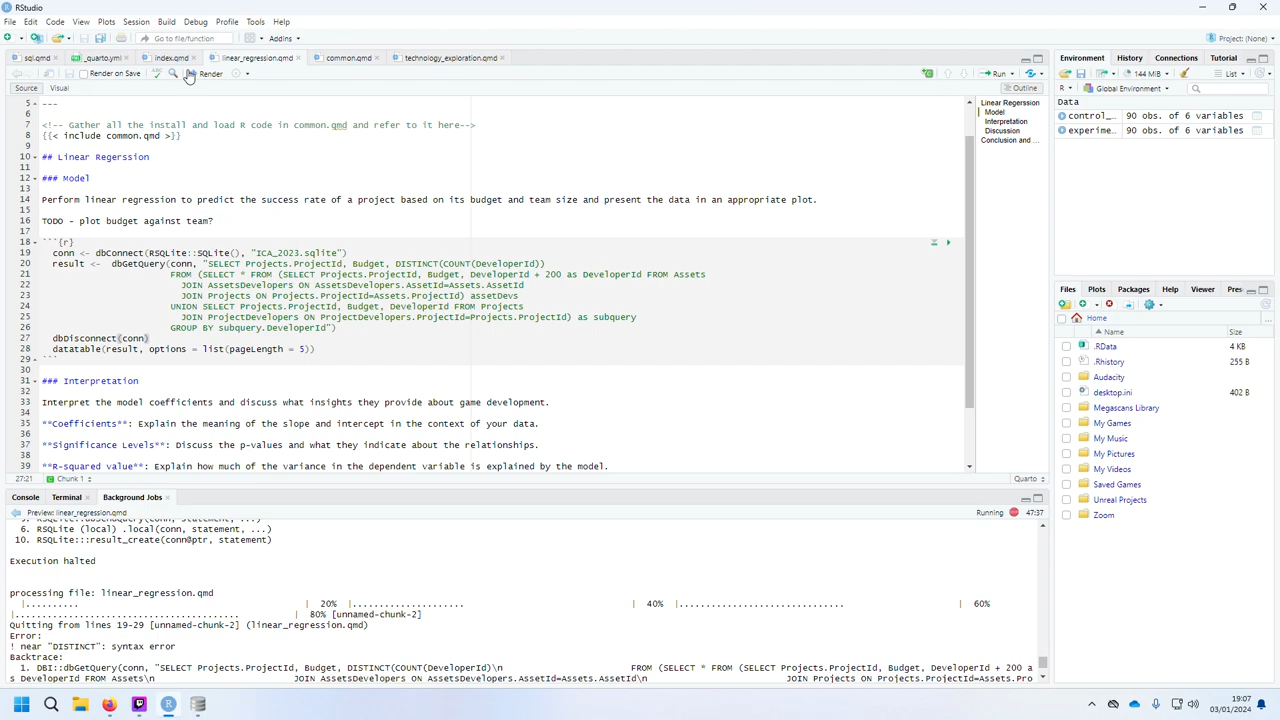 RStudio
File Edit Code View Plots Session Build Debug Profile Tools Help
Go to file/function Addins Project: (None)
sql.qmd _quarto.yml index.qmd linear_regression.qmd common.qmd technology_exploration.qmd
Render on Save Render Run
Source Visual Outline
5 ---
6
7 <!-- Gather all the install and load R code in common.qmd and refer to it here-->
8 {{< include common.qmd >}}
9
10 ## Linear Regerssion
11
12 ### Model
13
14 Perform linear regression to predict the success rate of a project based on its budget and team size and present the data in an appropriate plot.
15
16 TODO - plot budget against team?
17
18 ```{r}
19 conn <- dbConnect(RSQLite::SQLite(), "ICA_2023.sqlite")
20 result <- dbGetQuery(conn, "SELECT Projects.ProjectId, Budget, DISTINCT(COUNT(DeveloperId))
21 FROM (SELECT * FROM (SELECT Projects.ProjectId, Budget, DeveloperId + 200 as DeveloperId FROM Assets
22 JOIN AssetsDevelopers ON AssetsDevelopers.AssetId=Assets.AssetId
23 JOIN Projects ON Projects.ProjectId=Assets.ProjectId) assetDevs
24 UNION SELECT Projects.ProjectId, Budget, DeveloperId FROM Projects
25 JOIN ProjectDevelopers ON ProjectDevelopers.ProjectId=Projects.ProjectId) as subquery
26 GROUP BY subquery.DeveloperId")
27 dbDisconnect(conn)
28 datatable(result, options = list(pageLength = 5))
29 ```
30
31 ### Interpretation
32
33 Interpret the model coefficients and discuss what insights they provide about game development.
34
35 **Coefficients**: Explain the meaning of the slope and intercept in the context of your data.
36
37 **Significance Levels**: Discuss the p-values and what they indicate about the relationships.
38
39 **R-squared value**: Explain how much of the variance in the dependent variable is explained by the model.
27:21 Chunk 1 Quarto
Linear Regerssion
Model
Interpretation
Discussion
Conclusion and ...
Console Terminal Background Jobs
Preview: linear_regression.qmd Running 47:37
6. RSQLite (local) .local(conn, statement, ...)
10. RSQLite:::result_create(conn@ptr, statement)
Execution halted
processing file: linear_regression.qmd
|.......... | 20% |..................... | 40% |............................... | 60%
|.......................................... | 80% [unnamed-chunk-2]
Quitting from lines 19-29 [unnamed-chunk-2] (linear_regression.qmd)
Error:
! near "DISTINCT": syntax error
Backtrace:
1. DBI::dbGetQuery(conn, "SELECT Projects.ProjectId, Budget, DISTINCT(COUNT(DeveloperId)\n FROM (SELECT * FROM (SELECT Projects.ProjectId, Budget, DeveloperId + 200 a
s DeveloperId FROM Assets\n JOIN AssetsDevelopers ON AssetsDevelopers.AssetId=Assets.AssetId\n JOIN Projects ON Projects.ProjectId=Assets.Pro
Environment History Connections Tutorial
144 MiB List
R Global Environment
Data
control_… 90 obs. of 6 variables
experime… 90 obs. of 6 variables
Files Plots Packages Help Viewer Pres
Home
Name Size
.RData 4 KB
.Rhistory 255 B
Audacity
desktop.ini 402 B
Megascans Library
My Games
My Music
My Pictures
My Videos
Saved Games
Unreal Projects
Zoom
19:07
03/01/2024